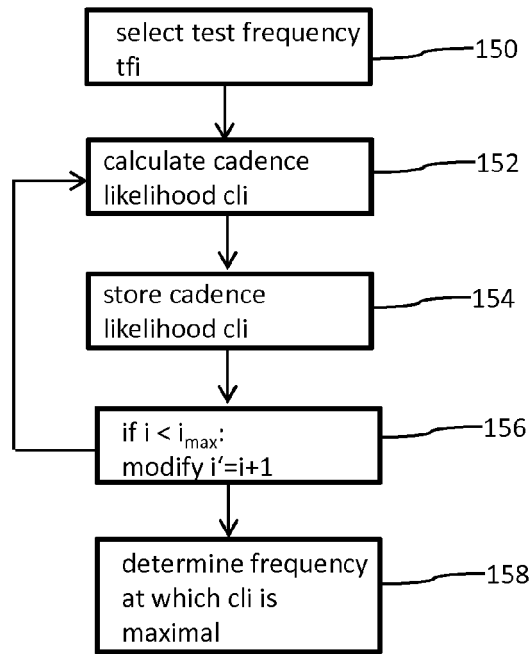 select test frequency
tfi
150
calculate cadence
likelihood cli
152
store cadence
likelihood cli
154
if i < imax:
modify i‘=i+1
156
determine frequency
at which cli is
maximal
158